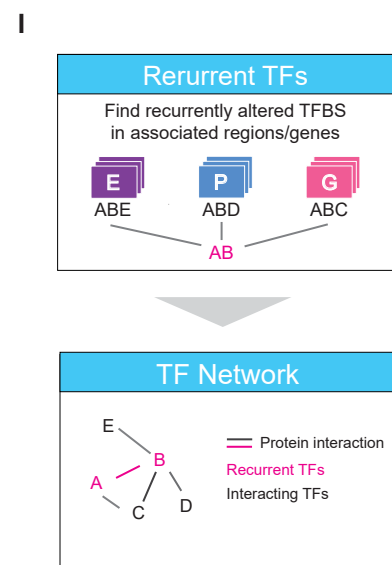 I
Rerurrent TFs
Find recurrently altered TFBS
in associated regions/genes
E P G
ABE ABD ABC
AB
TF Network
E
B
A
C
D
Protein interaction
Recurrent TFs
Interacting TFs